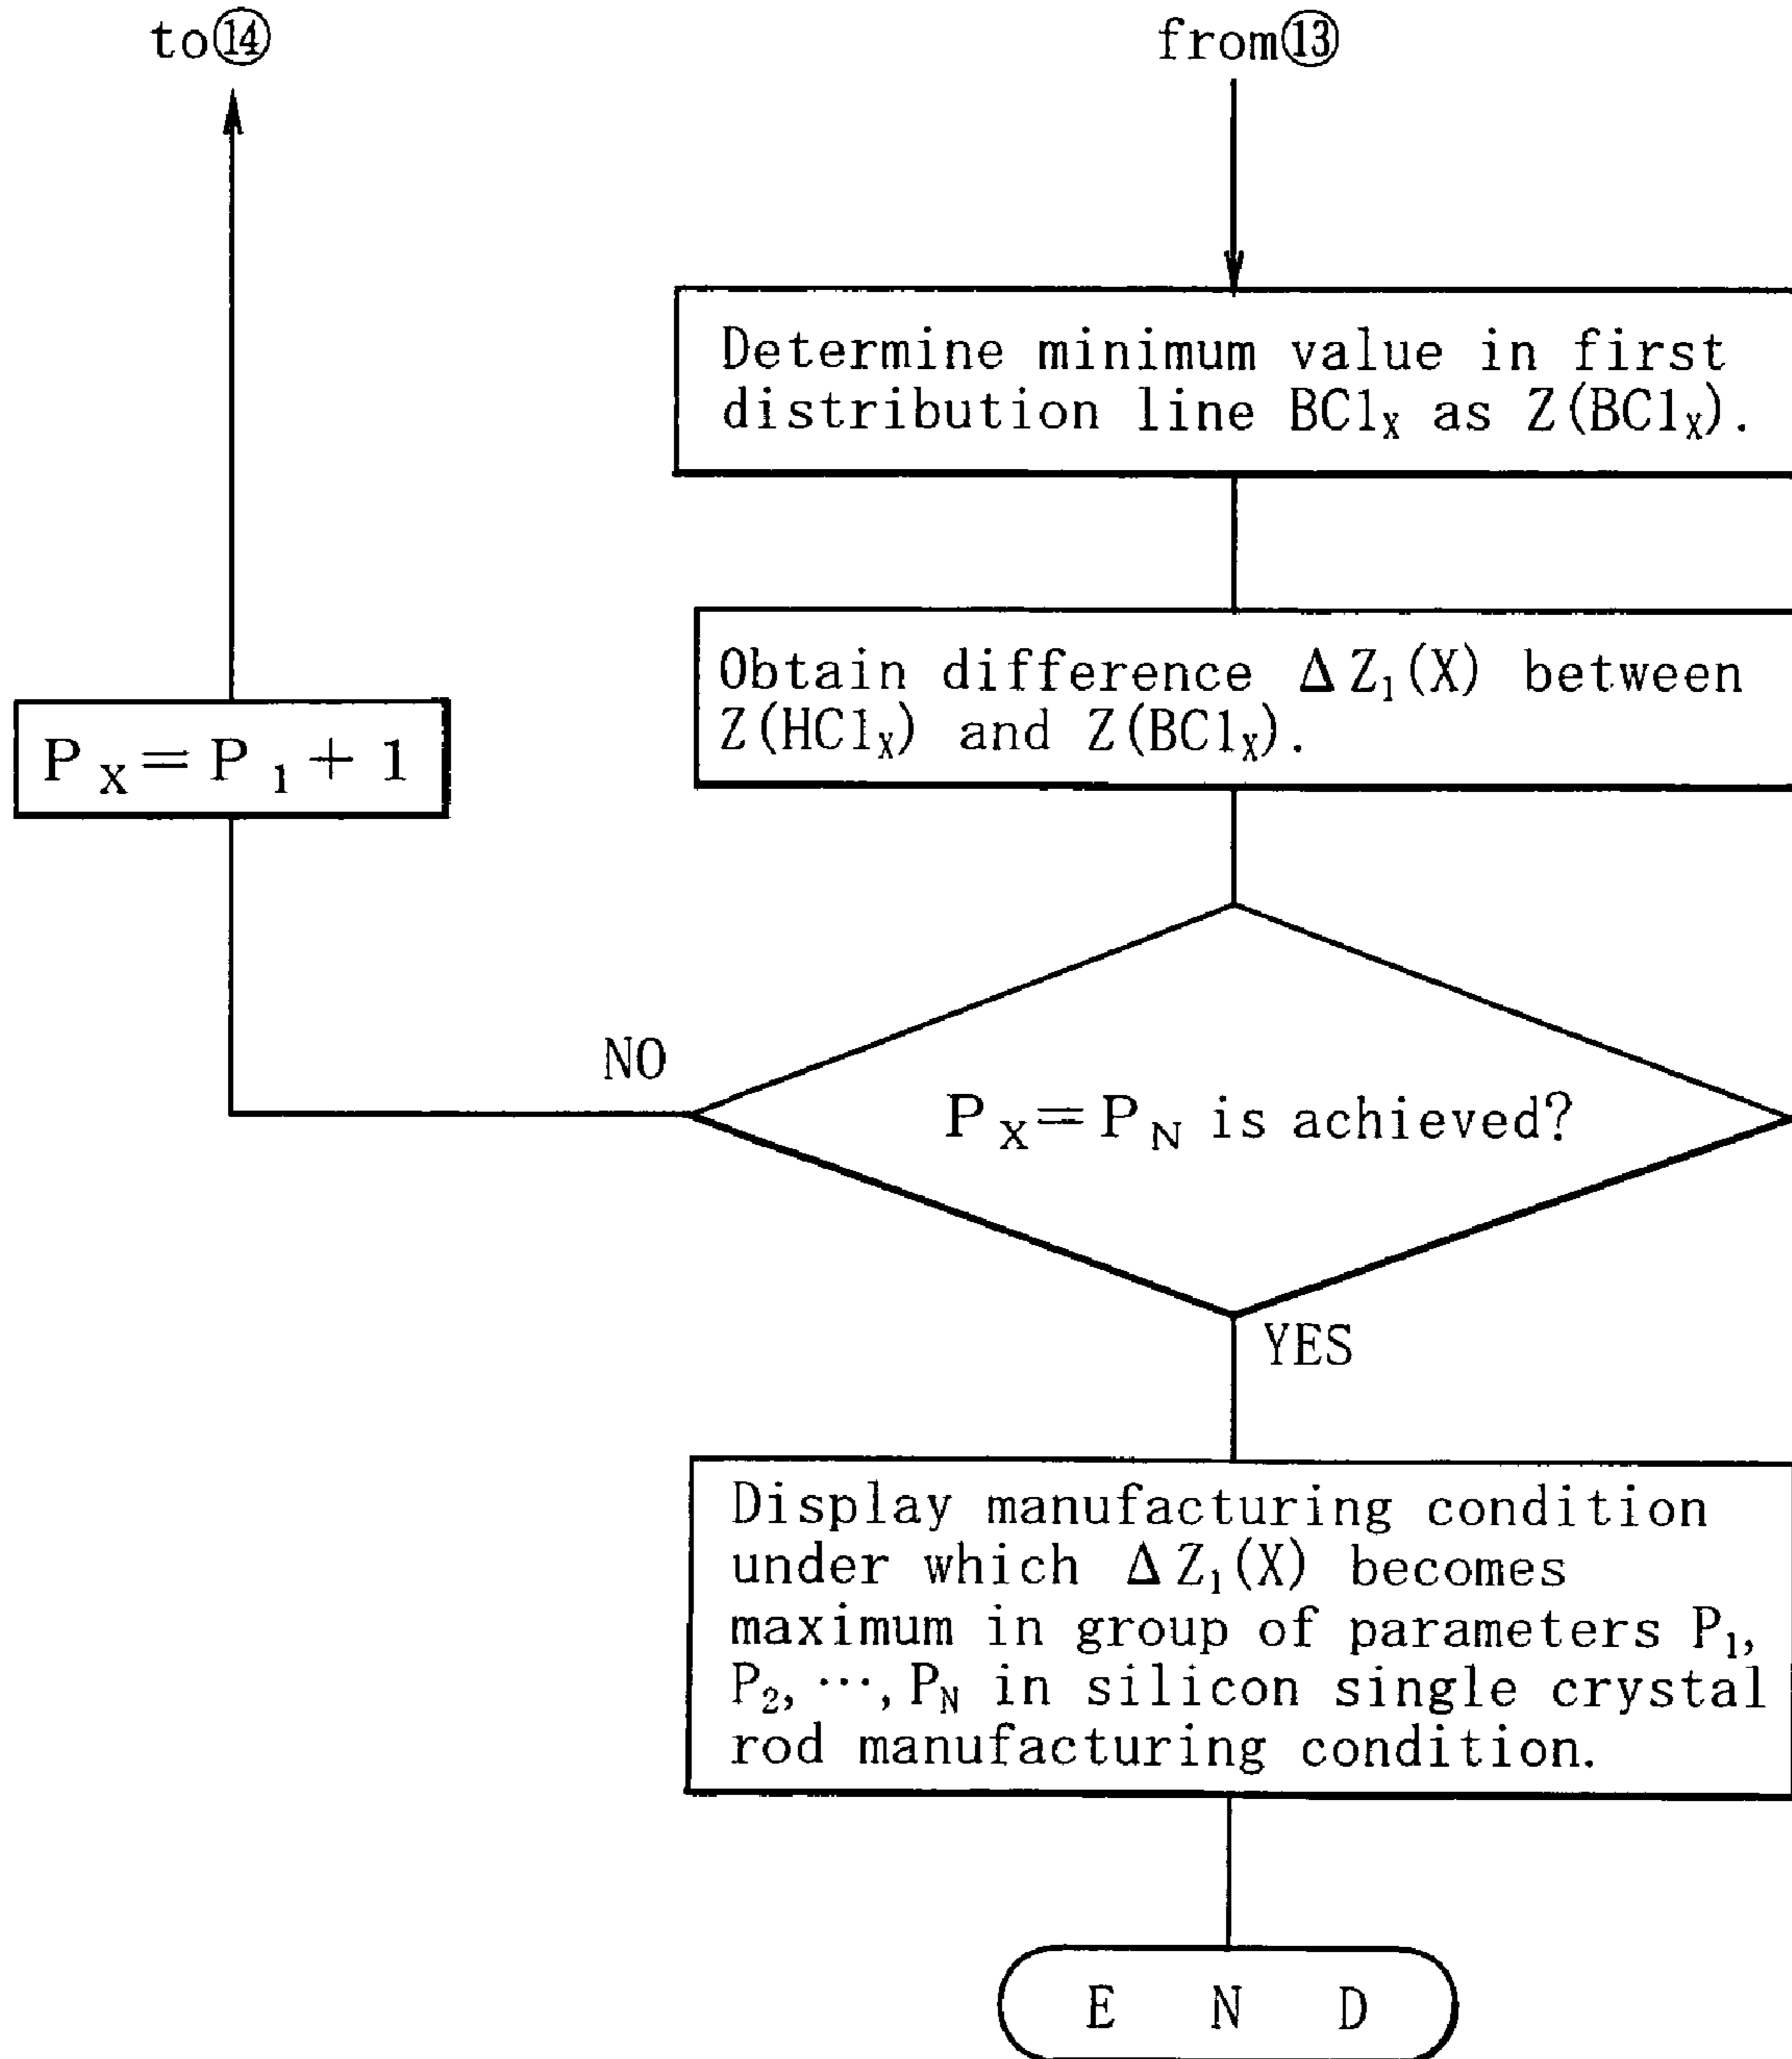 to⑭
from⑬
Determine minimum value in first
distribution line BC1ₓ as Z(BC1ₓ).
Obtain difference ΔZ₁(X) between
Z(HC1ₓ) and Z(BC1ₓ).
Pₓ=P₁+1
NO
Pₓ=P_N is achieved?
YES
Display manufacturing condition
under which ΔZ₁(X) becomes
maximum in group of parameters P₁,
P₂,⋯,P_N in silicon single crystal
rod manufacturing condition.
E N D